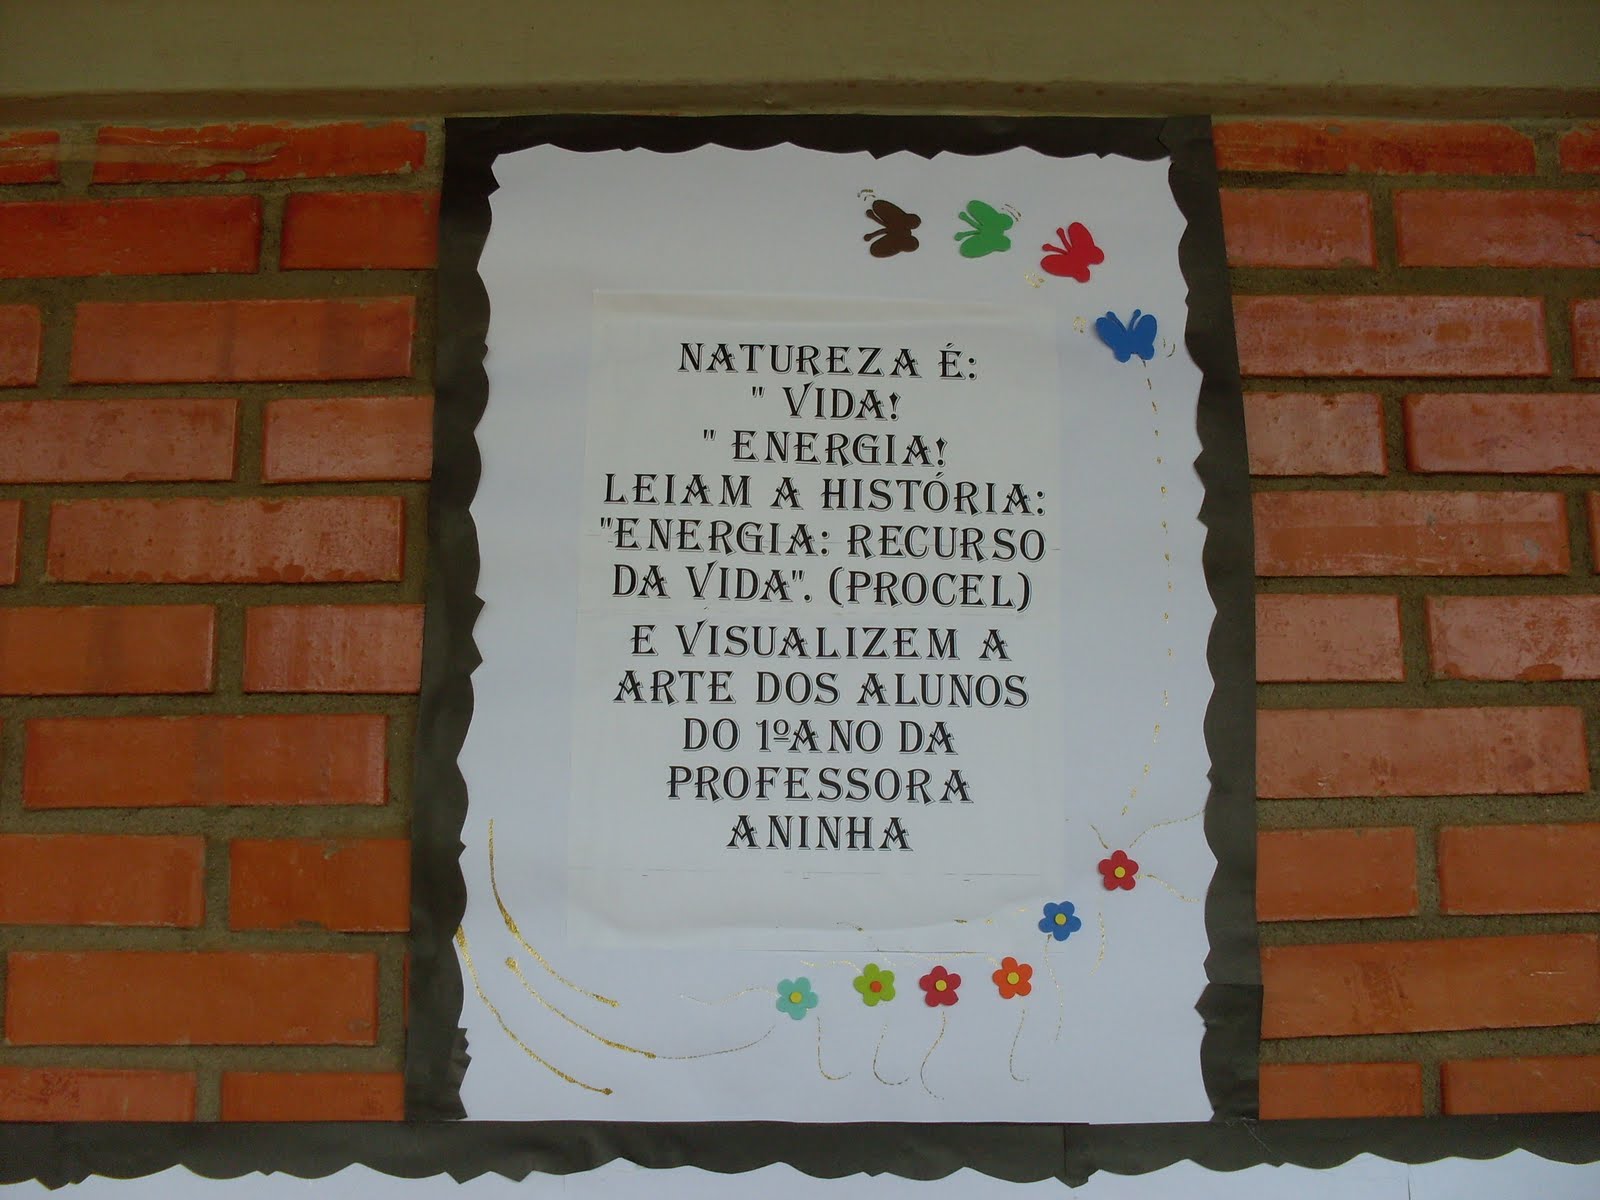 NATUREZA É:
" VIDA!
" ENERGIA!
LEIAM A HISTÓRIA:
"ENERGIA: RECURSO
DA VIDA". (PROCEL)
E VISUALIZEM A
ARTE DOS ALUNOS
DO 1ºANO DA
PROFESSORA
ANINHA